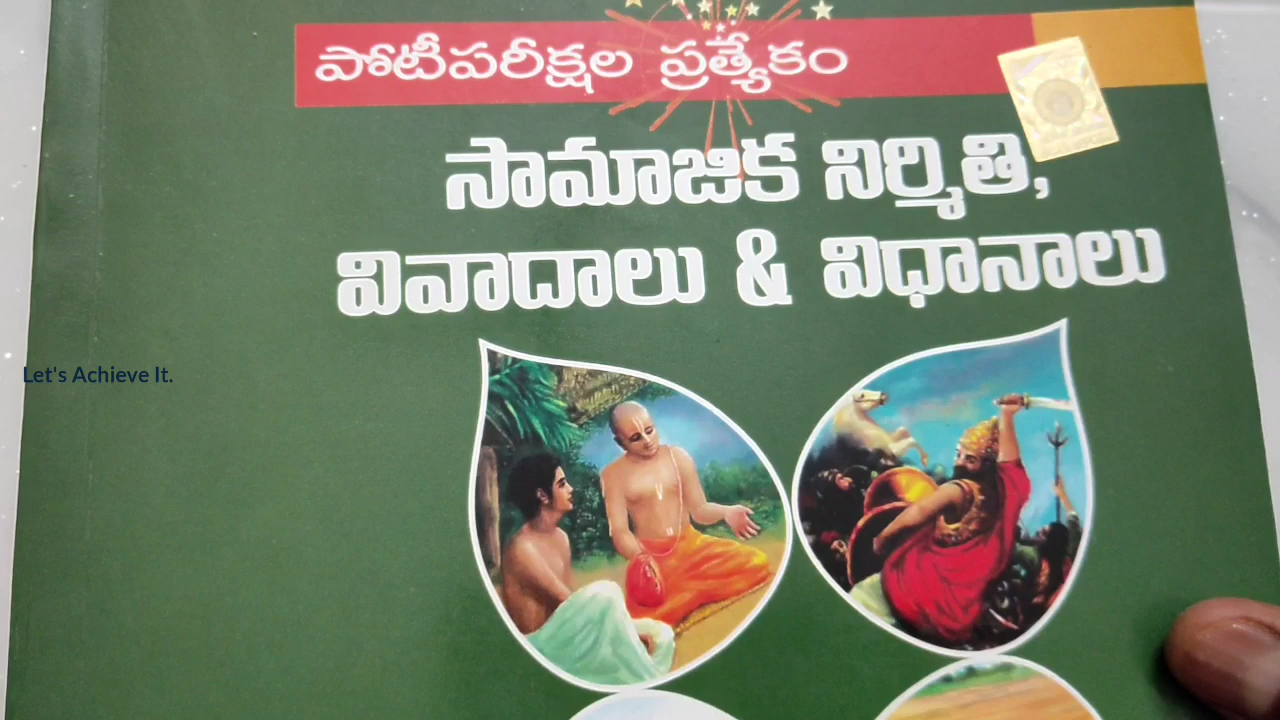 పోటీపరీక్షల ప్రత్యేకం
సామాజిక నిర్మితి,
వివాదాలు & విధానాలు
Let's Achieve It.